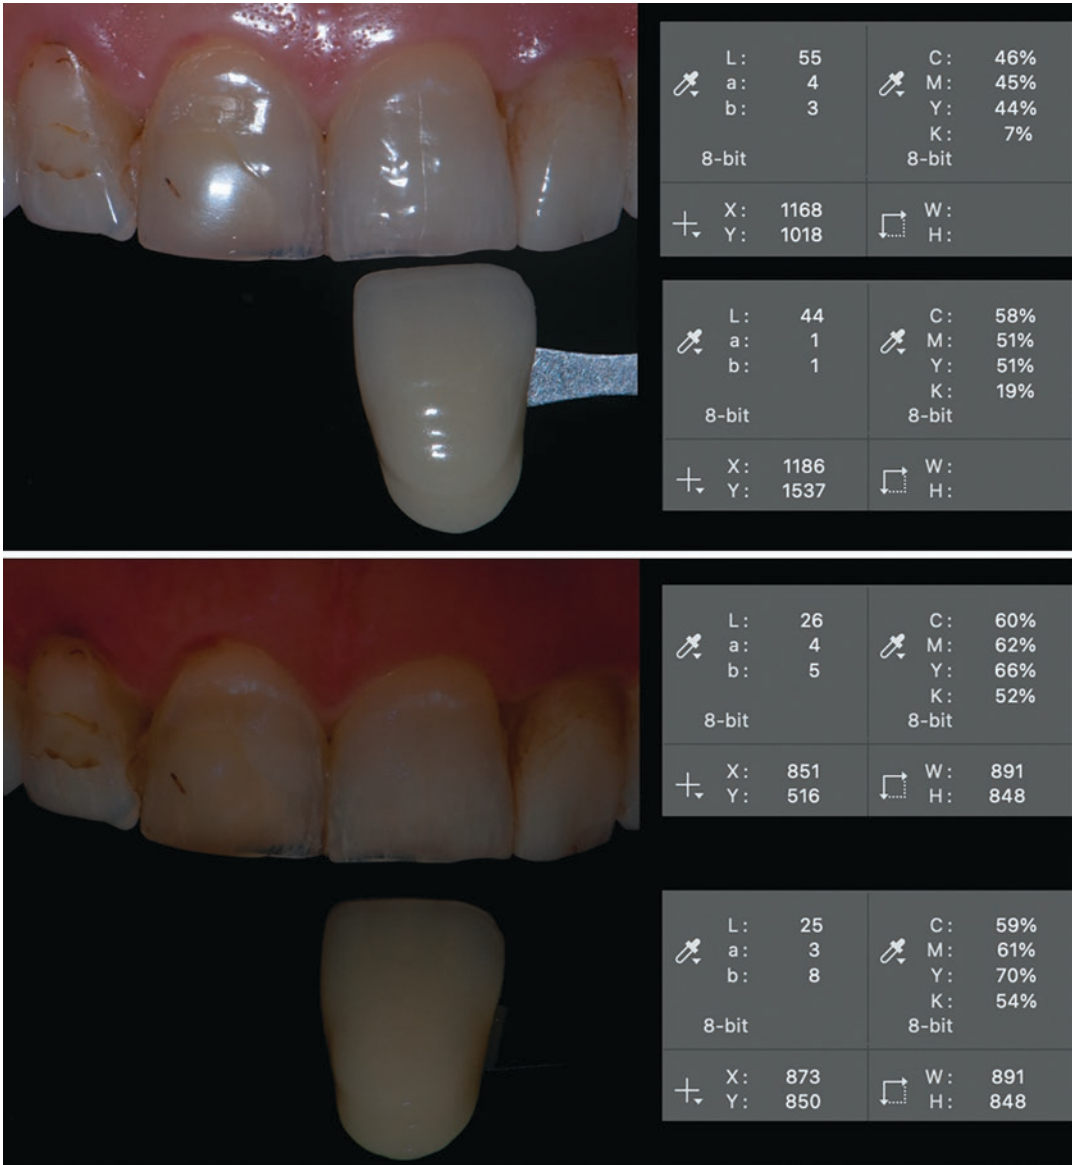 L: 55 C: 46%
a: 4 M: 45%
b: 3 Y: 44%
K: 7%
8-bit 8-bit
X: 1168 W:
Y: 1018 H:
L: 44 C: 58%
a: 1 M: 51%
b: 1 Y: 51%
K: 19%
8-bit 8-bit
X: 1186 W:
Y: 1537 H:
L: 26 C: 60%
a: 4 M: 62%
b: 5 Y: 66%
K: 52%
8-bit 8-bit
X: 851 W: 891
Y: 516 H: 848
L: 25 C: 59%
a: 3 M: 61%
b: 8 Y: 70%
K: 54%
8-bit 8-bit
X: 873 W: 891
Y: 850 H: 848